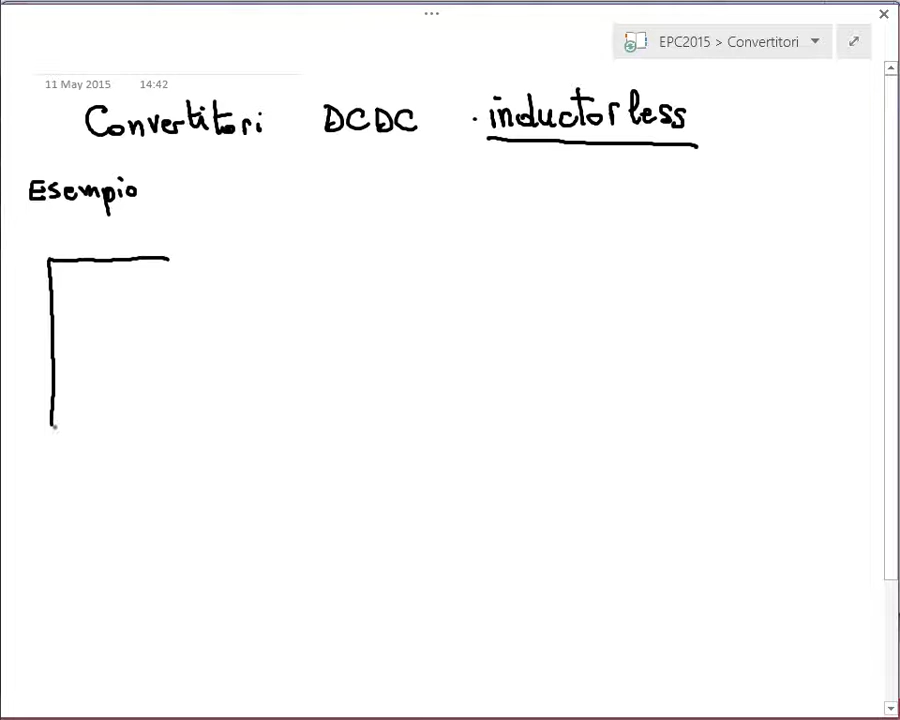 EPC2015 > Convertitori
11 May 2015 14:42
Convertitori DCDC . inductorless
Esempio